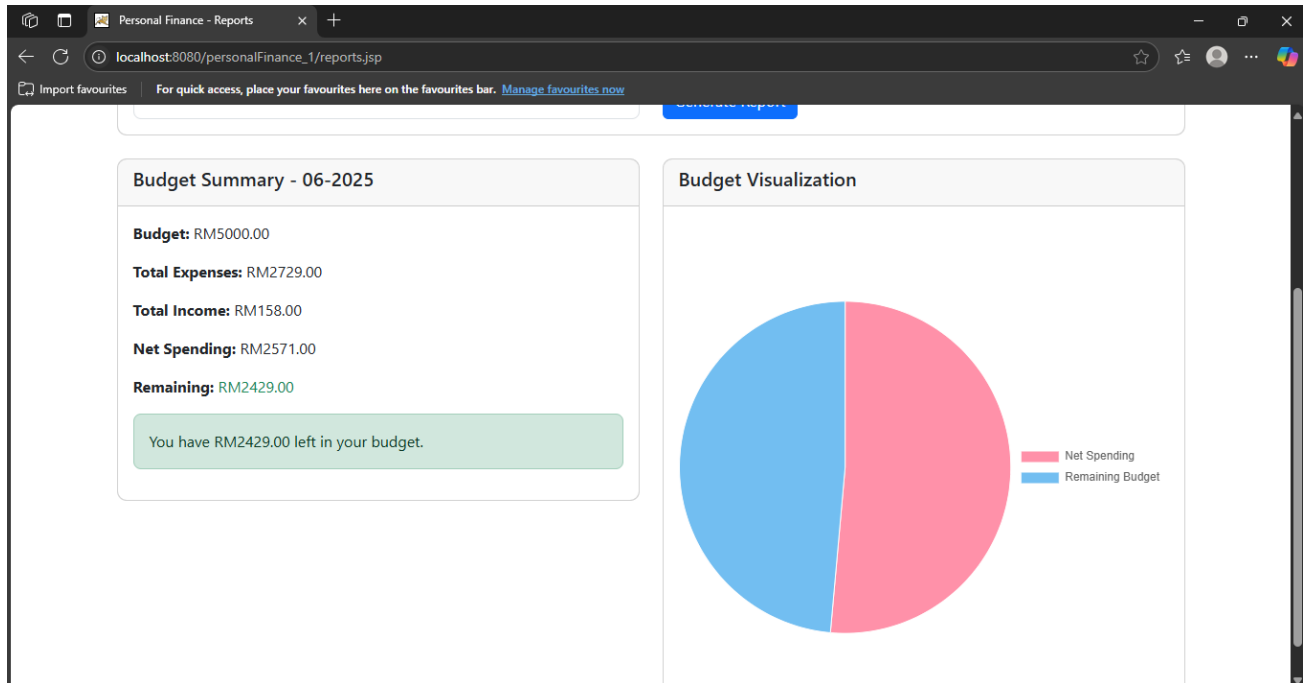 Personal Finance - Reports
localhost:8080/personalFinance_1/reports.jsp
Import favourites
For quick access, place your favourites here on the favourites bar. Manage favourites now
Generate Report
Budget Summary - 06-2025
Budget: RM5000.00
Total Expenses: RM2729.00
Total Income: RM158.00
Net Spending: RM2571.00
Remaining: RM2429.00
You have RM2429.00 left in your budget.
Budget Visualization
Net Spending
Remaining Budget